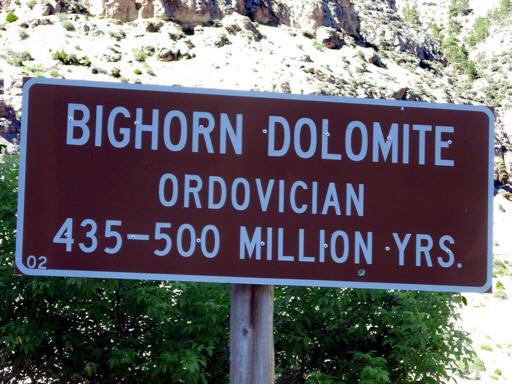 BIGHORN DOLOMITE
ORDOVICIAN
435-500 MILLION YRS.
02